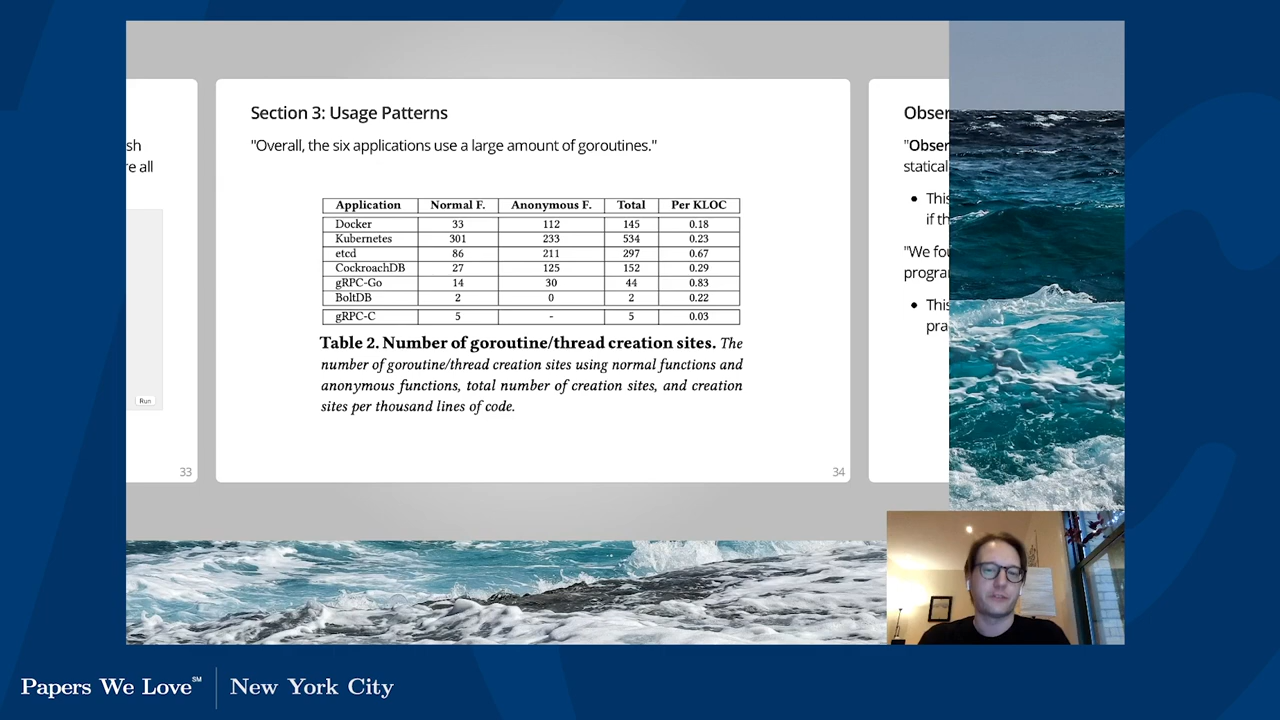 sh
re all
Run
33
Section 3: Usage Patterns
"Overall, the six applications use a large amount of goroutines."
Application Normal F. Anonymous F. Total Per KLOC
Docker 33 112 145 0.18
Kubernetes 301 233 534 0.23
etcd 86 211 297 0.67
CockroachDB 27 125 152 0.29
gRPC-Go 14 30 44 0.83
BoltDB 2 0 2 0.22
gRPC-C 5 - 5 0.03
Table 2. Number of goroutine/thread creation sites. The
number of goroutine/thread creation sites using normal functions and
anonymous functions, total number of creation sites, and creation
sites per thousand lines of code.
34
Obser
"Obser
statical
• This
if th
"We fou
progran
• This
pra
Papers We Love℠ | New York City